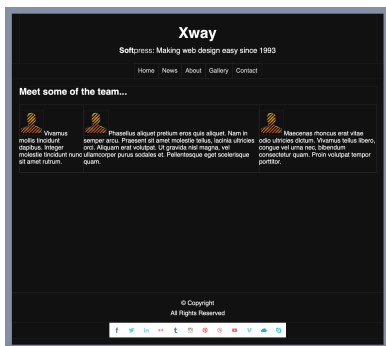 Xway
Softpress: Making web design easy since 1993
Home News About Gallery Contact
Meet some of the team...
Vivamus
mollis tincidunt
dapibus. Integer
molestie tincidunt nunc
sit amet rutrum.
Phasellus aliquet pretium eros quis aliquet. Nam in
semper arcu. Praesent sit amet molestie tellus, lacinia ultricies
orci. Aliquam erat volutpat. Ut gravida nisl magna, vel
ullamcorper purus sodales et. Pellentesque eget scelerisque
quam.
Maecenas rhoncus erat vitae
odio ultricies dictum. Vivamus tellus libero,
congue vel urna nec, bibendum
consectetur quam. Proin volutpat tempor
porttitor.
© Copyright
All Rights Reserved